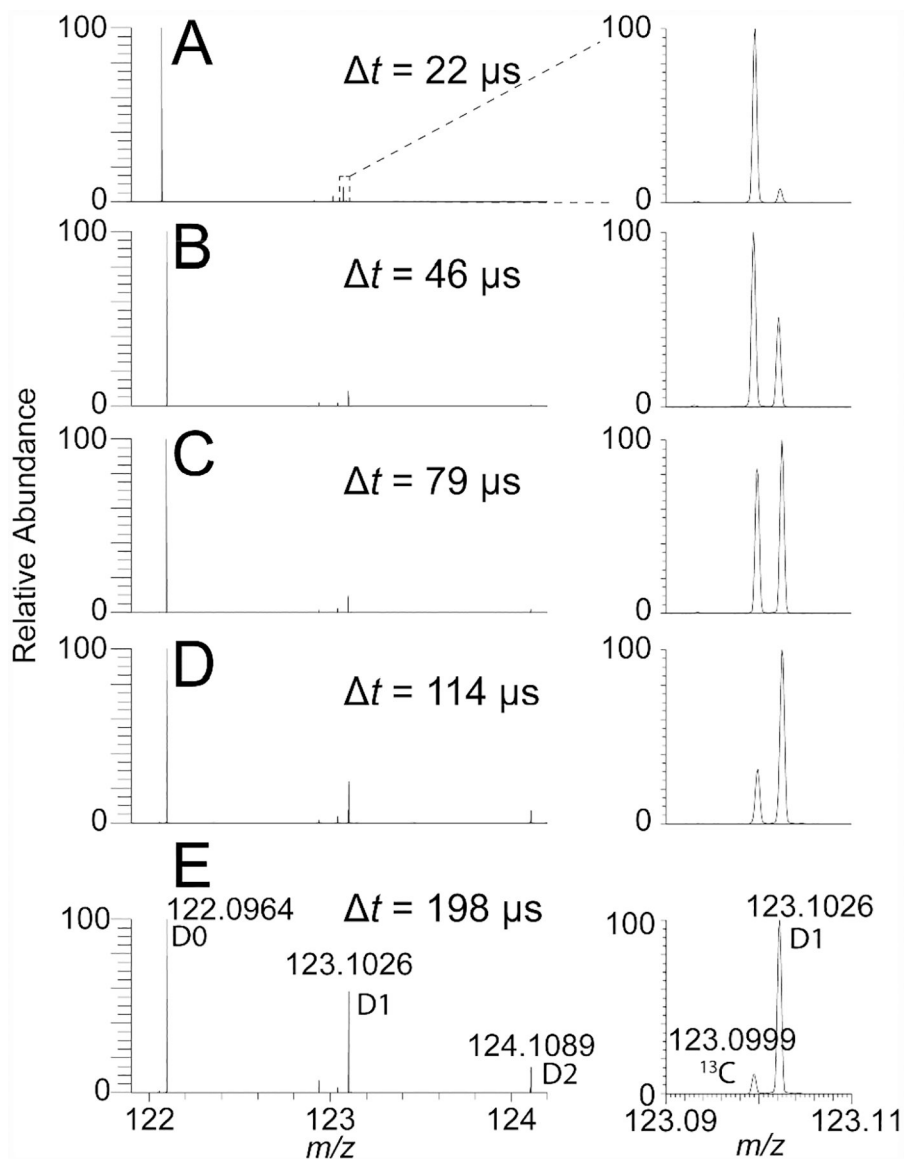 A
Δt = 22 µs
100
0
100
0
B
Δt = 46 µs
100
0
100
0
C
Δt = 79 µs
100
0
100
0
D
Δt = 114 µs
100
0
100
0
E
Δt = 198 µs
100
0
122.0964
D0
123.1026
D1
124.1089
D2
122
123
124
m/z
100
0
123.1026
D1
123.0999
¹³C
123.09
123.11
m/z
Relative Abundance